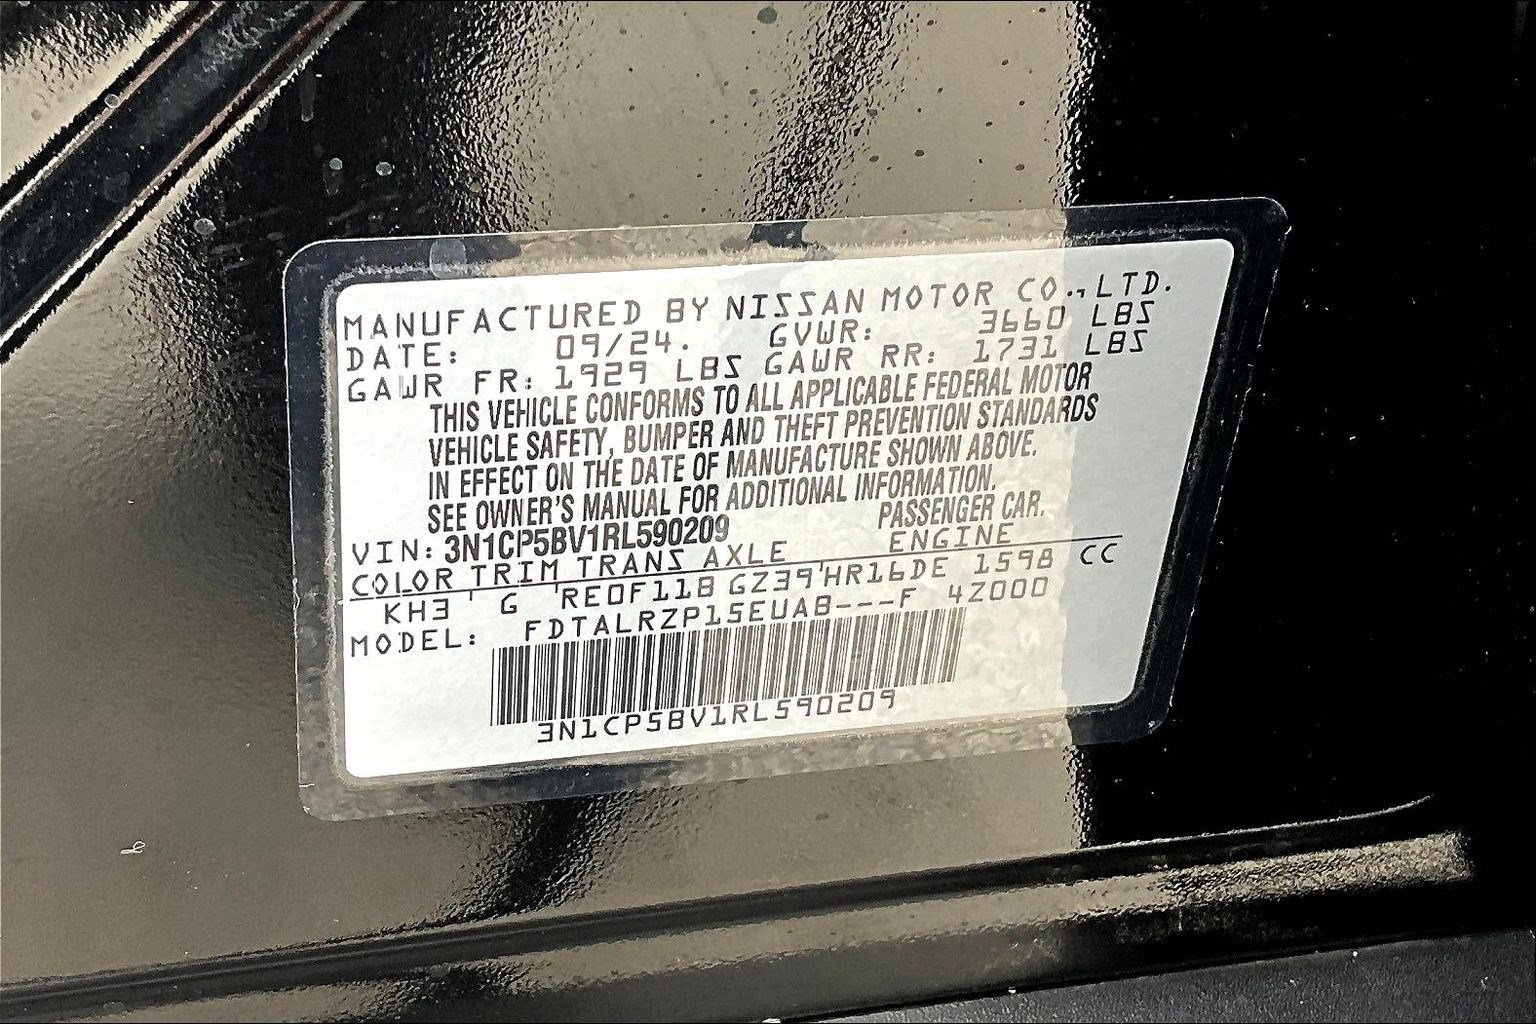 MANUFACTURED BY NISSAN MOTOR CO., LTD.
DATE: 09/24. GVWR: 3660 LBS
GAWR FR: 1929 LBS GAWR RR: 1731 LBS
THIS VEHICLE CONFORMS TO ALL APPLICABLE FEDERAL MOTOR
VEHICLE SAFETY, BUMPER AND THEFT PREVENTION STANDARDS
IN EFFECT ON THE DATE OF MANUFACTURE SHOWN ABOVE.
SEE OWNER'S MANUAL FOR ADDITIONAL INFORMATION.
VIN: 3N1CP5BV1RL590209 PASSENGER CAR.
COLOR TRIM TRANS AXLE ENGINE
KH3 G RE0F11B GZ39 HR16DE 1598 CC
MODEL: FDTALRZP15EUAB---F 4Z000
3N1CP5BV1RL590209